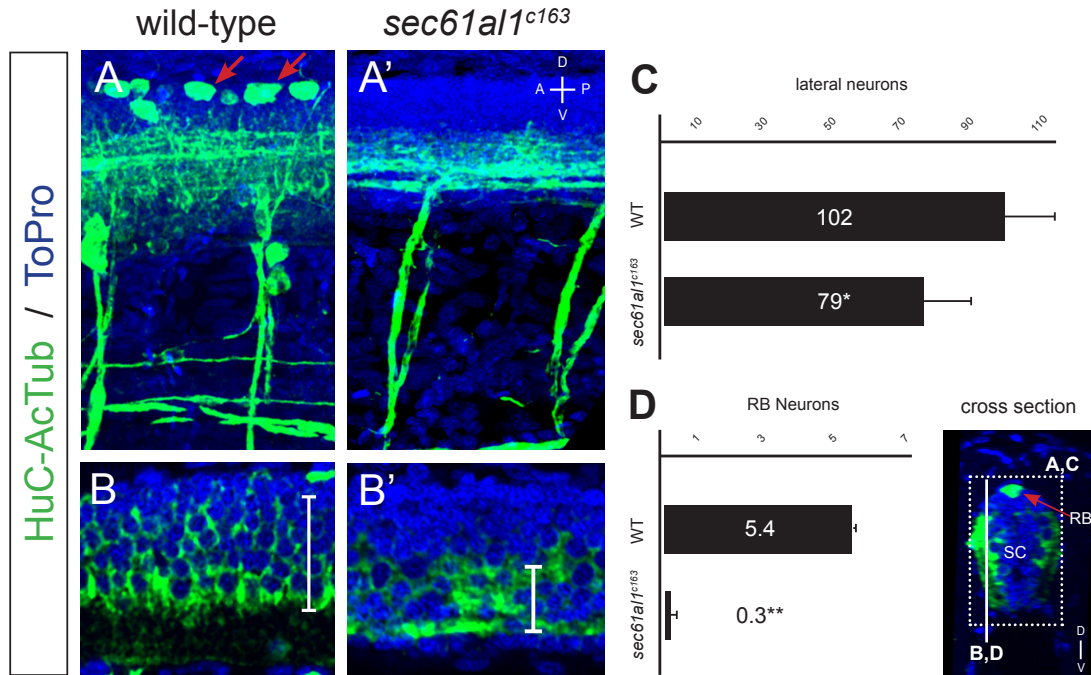 wild-type
sec61al1c163
HuC-AcTub / ToPro
A
A'
D
A P
V
B
B'
C
lateral neurons
10 30 50 70 90 110
WT
102
sec61al1c163
79*
D
RB Neurons
1 3 5 7
WT
5.4
sec61al1c163
0.3**
cross section
A,C
RB
SC
B,D
D
V